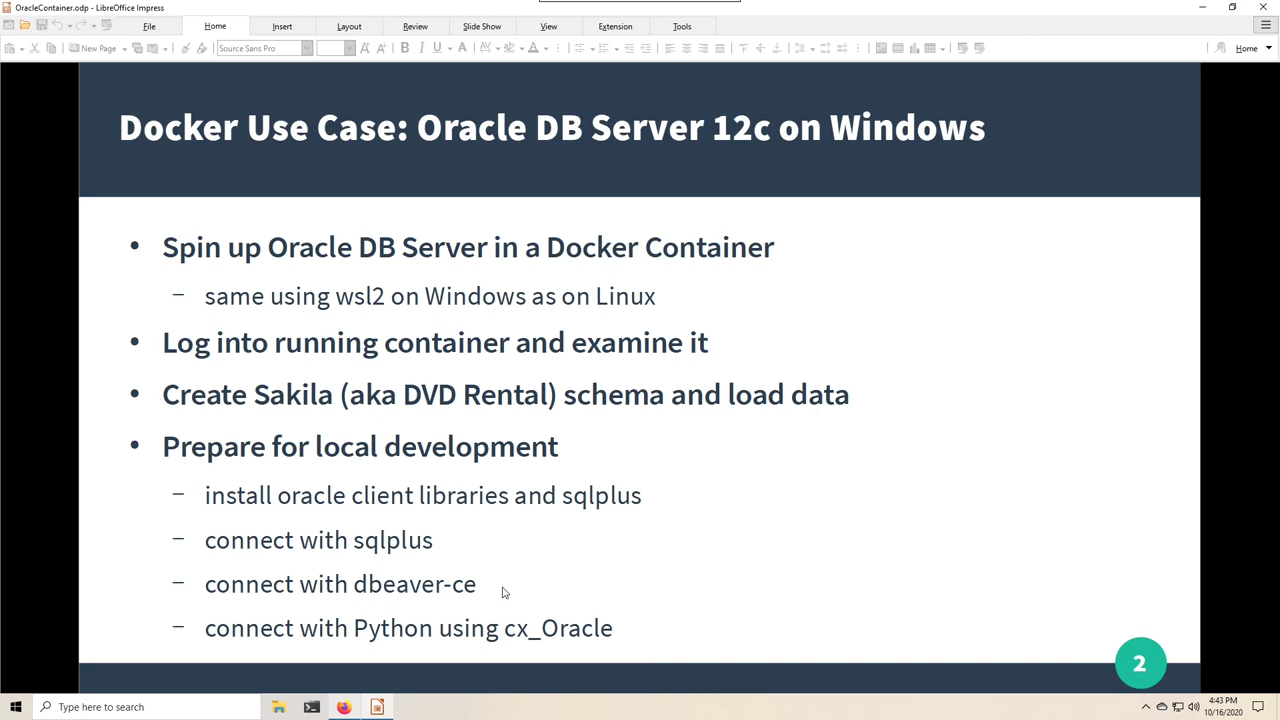 OracleContainer.odp - LibreOffice Impress
File Home Insert Layout Review Slide Show View Extension Tools
New Page Source Sans Pro Home
Docker Use Case: Oracle DB Server 12c on Windows
• Spin up Oracle DB Server in a Docker Container
– same using wsl2 on Windows as on Linux
• Log into running container and examine it
• Create Sakila (aka DVD Rental) schema and load data
• Prepare for local development
– install oracle client libraries and sqlplus
– connect with sqlplus
– connect with dbeaver-ce
– connect with Python using cx_Oracle
2
Type here to search
4:43 PM
10/16/2020